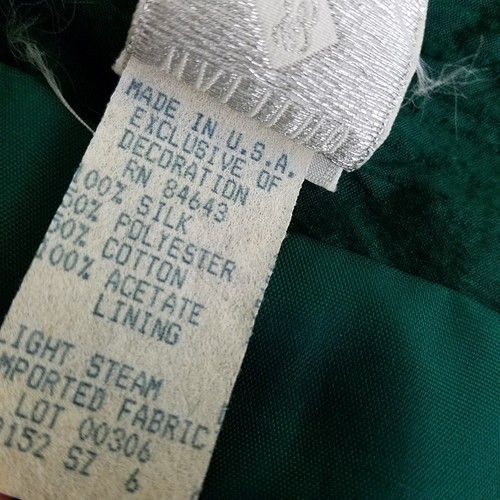 MADE IN U.S.A.
EXCLUSIVE OF
DECORATION
RN 84643
100% SILK
50% POLYESTER
50% COTTON
100% ACETATE
LINING
LIGHT STEAM
IMPORTED FABRIC
LOT 00306
152 SZ 6